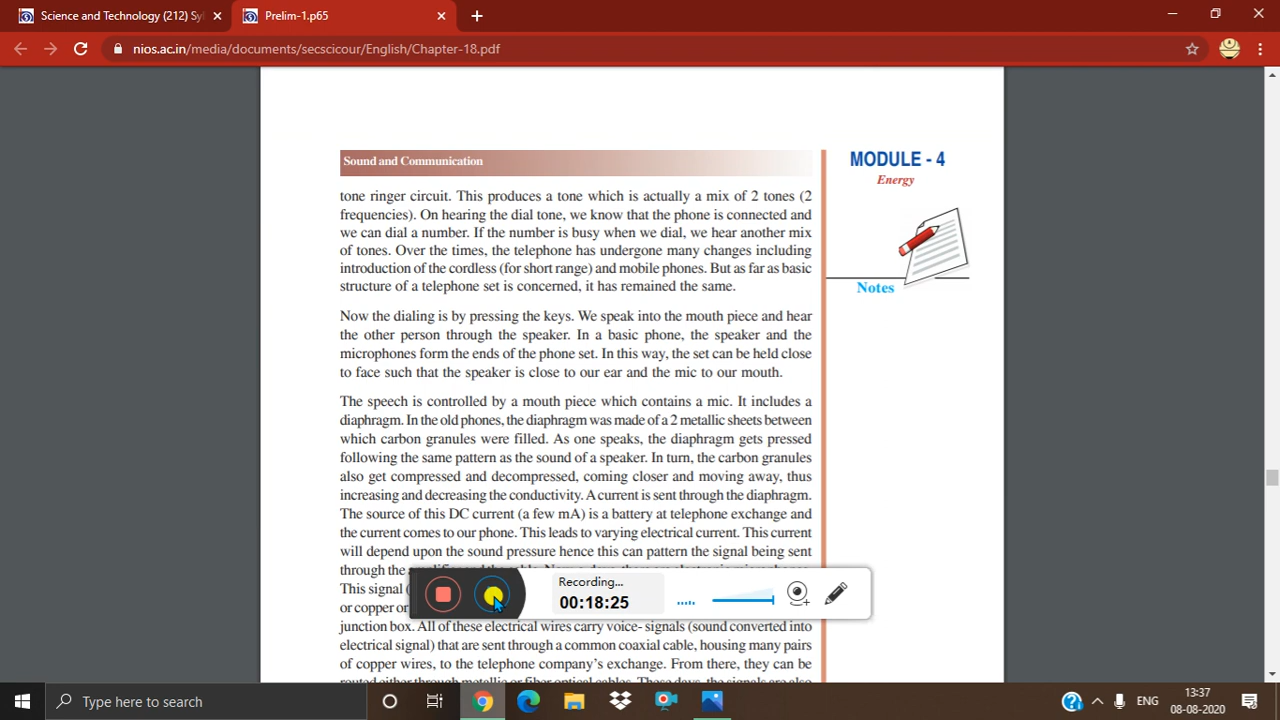 Science and Technology (212) Syl
Prelim-1.p65
nios.ac.in/media/documents/secscicour/English/Chapter-18.pdf
Sound and Communication
MODULE - 4
Energy
Notes
tone ringer circuit. This produces a tone which is actually a mix of 2 tones (2
frequencies). On hearing the dial tone, we know that the phone is connected and
we can dial a number. If the number is busy when we dial, we hear another mix
of tones. Over the times, the telephone has undergone many changes including
introduction of the cordless (for short range) and mobile phones. But as far as basic
structure of a telephone set is concerned, it has remained the same.
Now the dialing is by pressing the keys. We speak into the mouth piece and hear
the other person through the speaker. In a basic phone, the speaker and the
microphones form the ends of the phone set. In this way, the set can be held close
to face such that the speaker is close to our ear and the mic to our mouth.
The speech is controlled by a mouth piece which contains a mic. It includes a
diaphragm. In the old phones, the diaphragm was made of a 2 metallic sheets between
which carbon granules were filled. As one speaks, the diaphragm gets pressed
following the same pattern as the sound of a speaker. In turn, the carbon granules
also get compressed and decompressed, coming closer and moving away, thus
increasing and decreasing the conductivity. A current is sent through the diaphragm.
The source of this DC current (a few mA) is a battery at telephone exchange and
the current comes to our phone. This leads to varying electrical current. This current
will depend upon the sound pressure hence this can pattern the signal being sent
through the
This signal (
or copper or
junction box. All of these electrical wires carry voice- signals (sound converted into
electrical signal) that are sent through a common coaxial cable, housing many pairs
of copper wires, to the telephone company's exchange. From there, they can be
routed either through metallic or fiber optical cables. These days, the signals are also
Recording...
00:18:25
Type here to search
ENG
13:37
08-08-2020